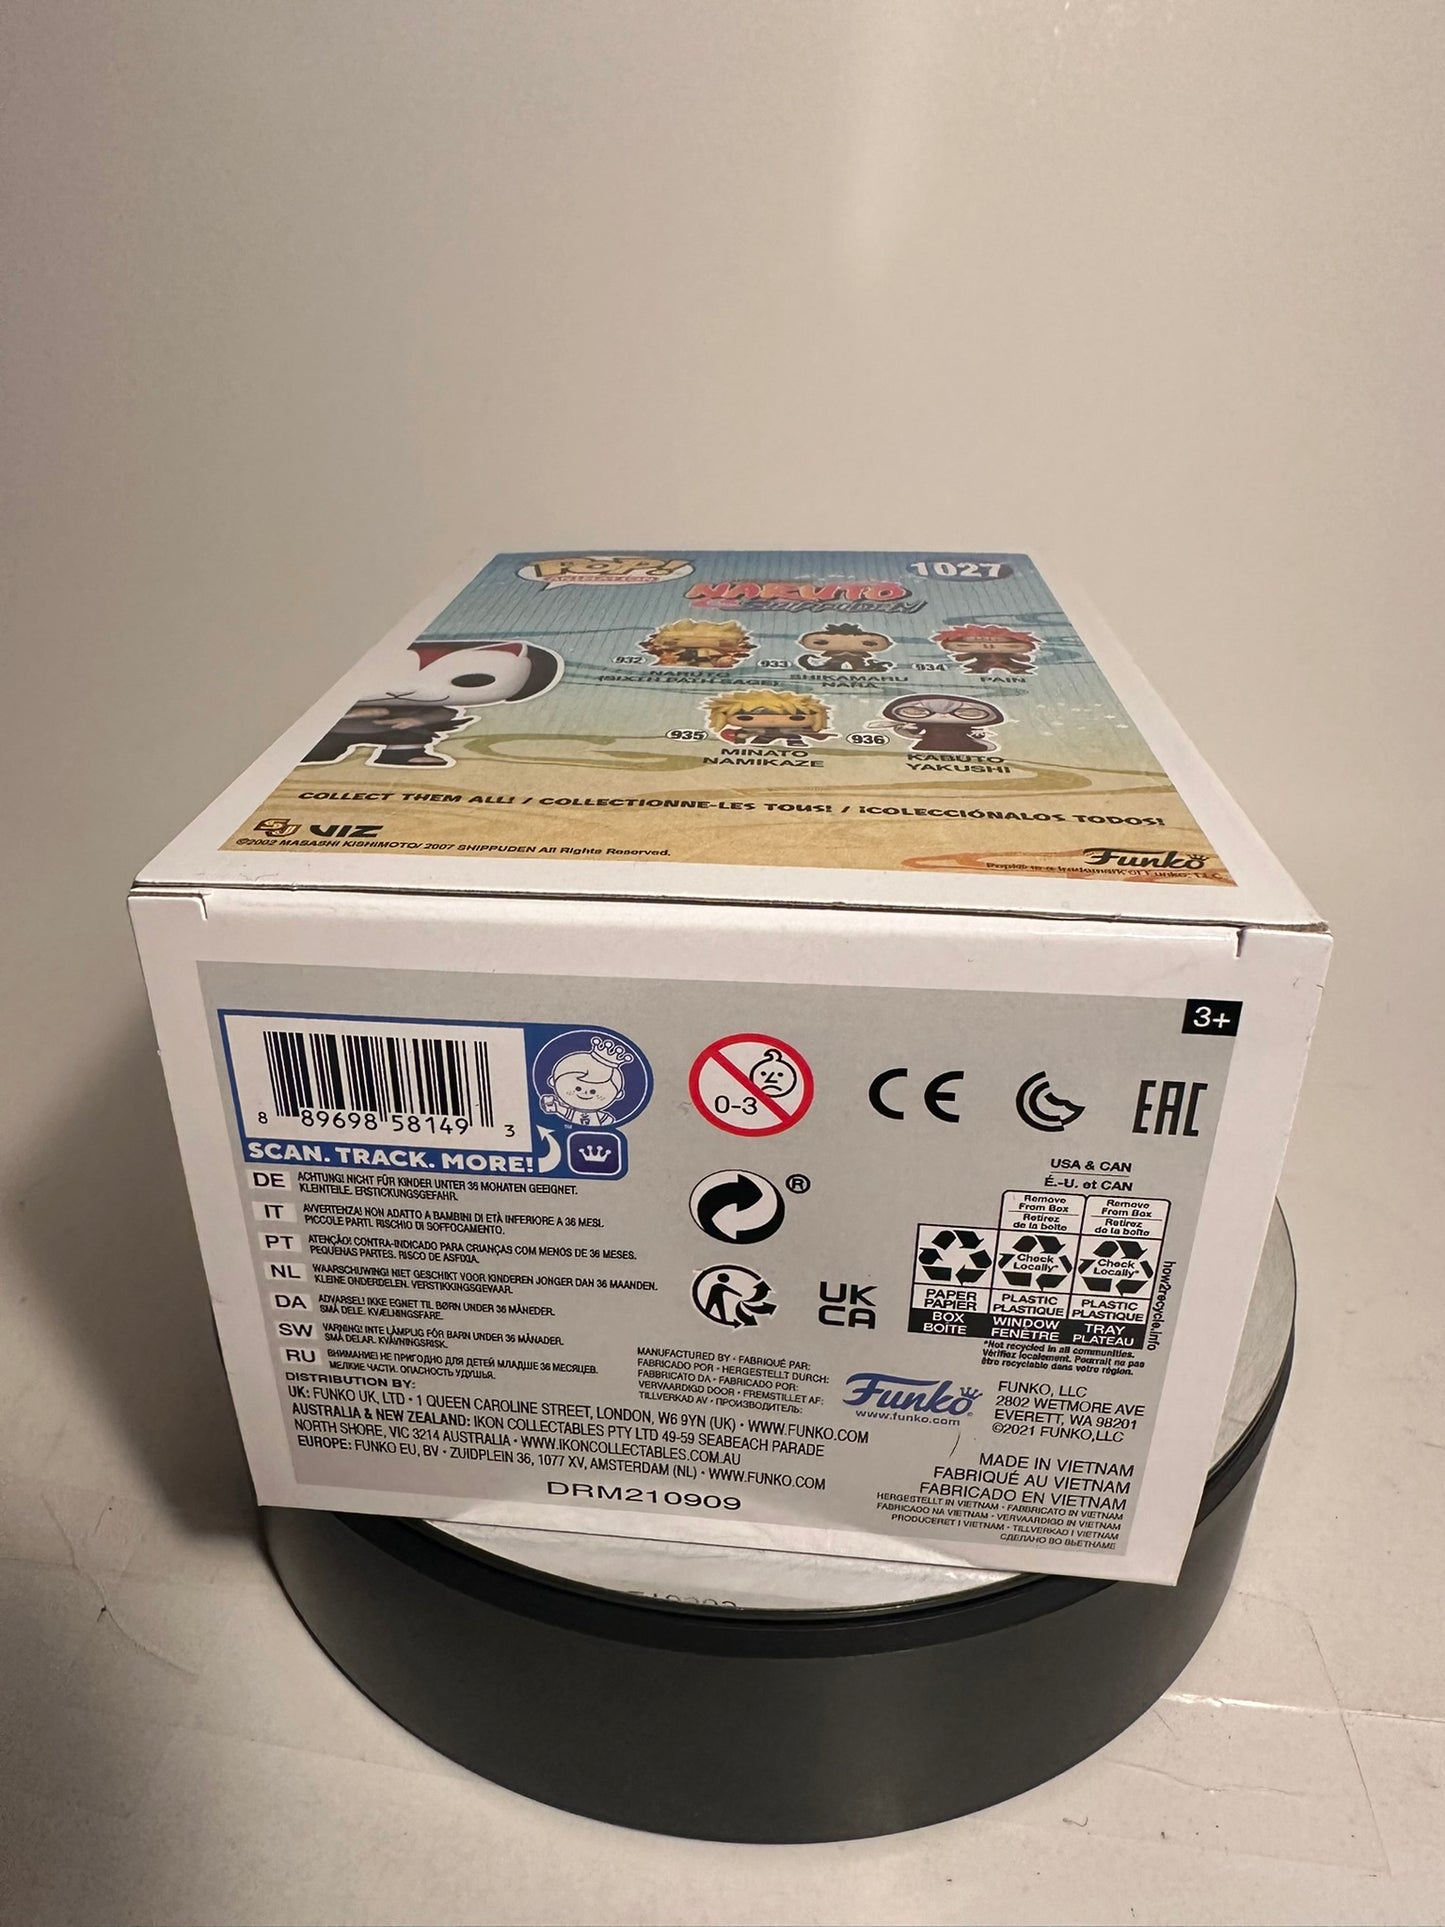 POP!
ANIMATION
1027
NARUTO
SHIPPUDEN
932
NARUTO
(SIXTH PATH SAGE)
933
SHIKAMARU
NARA
934
PAIN
935
MINATO
NAMIKAZE
936
KABUTO
YAKUSHI
COLLECT THEM ALL! / COLLECTIONNE-LES TOUS! / ¡COLECCIÓNALOS TODOS!
SJ VIZ
©2002 MASASHI KISHIMOTO/ 2007 SHIPPUDEN All Rights Reserved.
Funko
Pop! is a trademark of Funko, LLC
3+
8 89698 58149 3
SCAN. TRACK. MORE!
0-3
CE
EAC
DE ACHTUNG! NICHT FÜR KINDER UNTER 36 MONATEN GEEIGNET.
KLEINTEILE. ERSTICKUNGSGEFAHR.
IT AVVERTENZA! NON ADATTO A BAMBINI DI ETÀ INFERIORE A 36 MESI.
PICCOLE PARTI. RISCHIO DI SOFFOCAMENTO.
PT ATENÇÃO! CONTRA-INDICADO PARA CRIANÇAS COM MENOS DE 36 MESES.
PEQUENAS PARTES. RISCO DE ASFIXIA.
NL WAARSCHUWING! NIET GESCHIKT VOOR KINDEREN JONGER DAN 36 MAANDEN.
KLEINE ONDERDELEN. VERSTIKKINGSGEVAAR.
DA ADVARSEL! IKKE EGNET TIL BØRN UNDER 36 MÅNEDER.
SMÅ DELE. KVÆLNINGSFARE.
SW VARNING! INTE LÄMPLIG FÖR BARN UNDER 36 MÅNADER.
SMÅ DELAR. KVÄVNINGSRISK.
RU ВНИМАНИЕ! НЕ ПРИГОДНО ДЛЯ ДЕТЕЙ МЛАДШЕ 36 МЕСЯЦЕВ.
МЕЛКИЕ ЧАСТИ. ОПАСНОСТЬ УДУШЬЯ.
®
UK
CA
USA & CAN
É.-U. et CAN
Remove
From Box
Retirez
de la boîte
Remove
From Box
Retirez
de la boîte
Check
Locally*
Check
Locally*
PAPER
PAPIER
BOX
BOITE
PLASTIC
PLASTIQUE
WINDOW
FENÊTRE
PLASTIC
PLASTIQUE
TRAY
PLATEAU
how2recycle.info
*Not recycled in all communities.
Vérifiez localement. Pourrait ne pas
être recyclable dans votre région.
MANUFACTURED BY • FABRIQUÉ PAR:
FABRICADO POR • HERGESTELLT DURCH:
FABBRICATO DA • FABRICADO POR:
VERVAARDIGD DOOR • FREMSTILLET AF:
TILLVERKAD AV • ПРОИЗВОДИТЕЛЬ:
Funko
www.funko.com
FUNKO, LLC
2802 WETMORE AVE
EVERETT, WA 98201
©2021 FUNKO,LLC
DISTRIBUTION BY:
UK: FUNKO UK, LTD • 1 QUEEN CAROLINE STREET, LONDON, W6 9YN (UK) • WWW.FUNKO.COM
AUSTRALIA & NEW ZEALAND: IKON COLLECTABLES PTY LTD 49-59 SEABEACH PARADE
NORTH SHORE, VIC 3214 AUSTRALIA • WWW.IKONCOLLECTABLES.COM.AU
EUROPE: FUNKO EU, BV • ZUIDPLEIN 36, 1077 XV, AMSTERDAM (NL) • WWW.FUNKO.COM
DRM210909
MADE IN VIETNAM
FABRIQUÉ AU VIETNAM
FABRICADO EN VIETNAM
HERGESTELLT IN VIETNAM • FABBRICATO IN VIETNAM
FABRICADO NA VIETNAM • VERVAARDIGD IN VIETNAM
PRODUCERET I VIETNAM • TILLVERKAD I VIETNAM
СДЕЛАНО ВО ВЬЕТНАМЕ